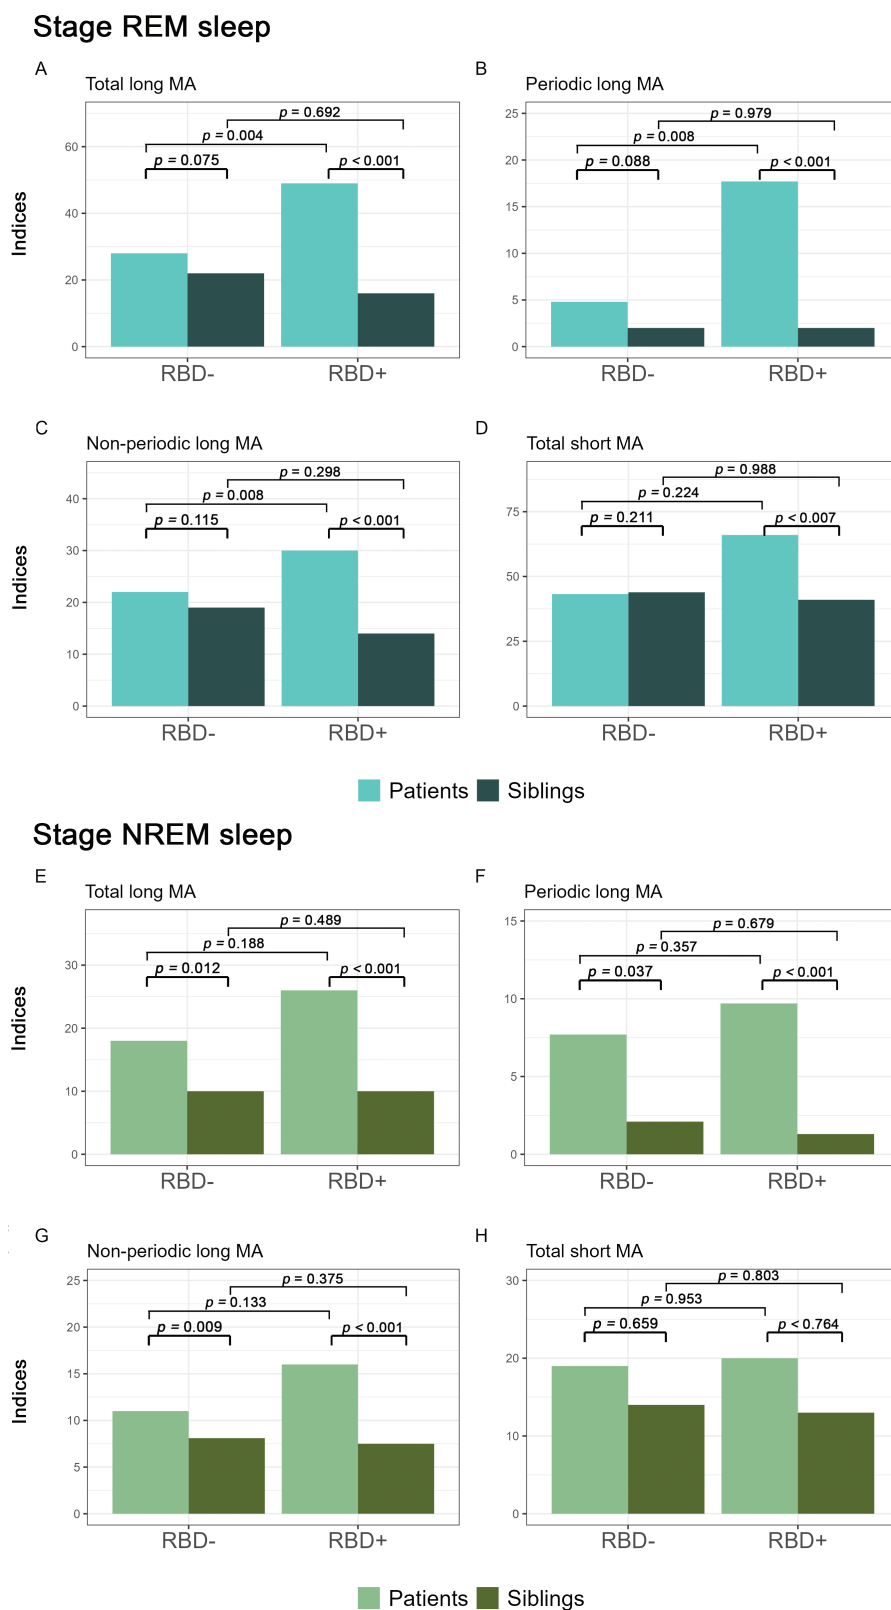 Stage REM sleep
A
Total long MA
p = 0.692
p = 0.004
p = 0.075
p < 0.001
Indices
60
40
20
0
RBD-
RBD+
B
Periodic long MA
p = 0.979
p = 0.008
p = 0.088
p < 0.001
25
20
15
10
5
0
RBD-
RBD+
C
Non-periodic long MA
p = 0.298
p = 0.008
p = 0.115
p < 0.001
Indices
40
30
20
10
0
RBD-
RBD+
D
Total short MA
p = 0.988
p = 0.224
p = 0.211
p < 0.007
75
50
25
0
RBD-
RBD+
Patients
Siblings
Stage NREM sleep
E
Total long MA
p = 0.489
p = 0.188
p = 0.012
p < 0.001
Indices
30
20
10
0
RBD-
RBD+
F
Periodic long MA
p = 0.679
p = 0.357
p = 0.037
p < 0.001
15
10
5
0
RBD-
RBD+
G
Non-periodic long MA
p = 0.375
p = 0.133
p = 0.009
p < 0.001
Indices
25
20
15
10
5
0
RBD-
RBD+
H
Total short MA
p = 0.803
p = 0.953
p = 0.659
p < 0.764
30
20
10
0
RBD-
RBD+
Patients
Siblings